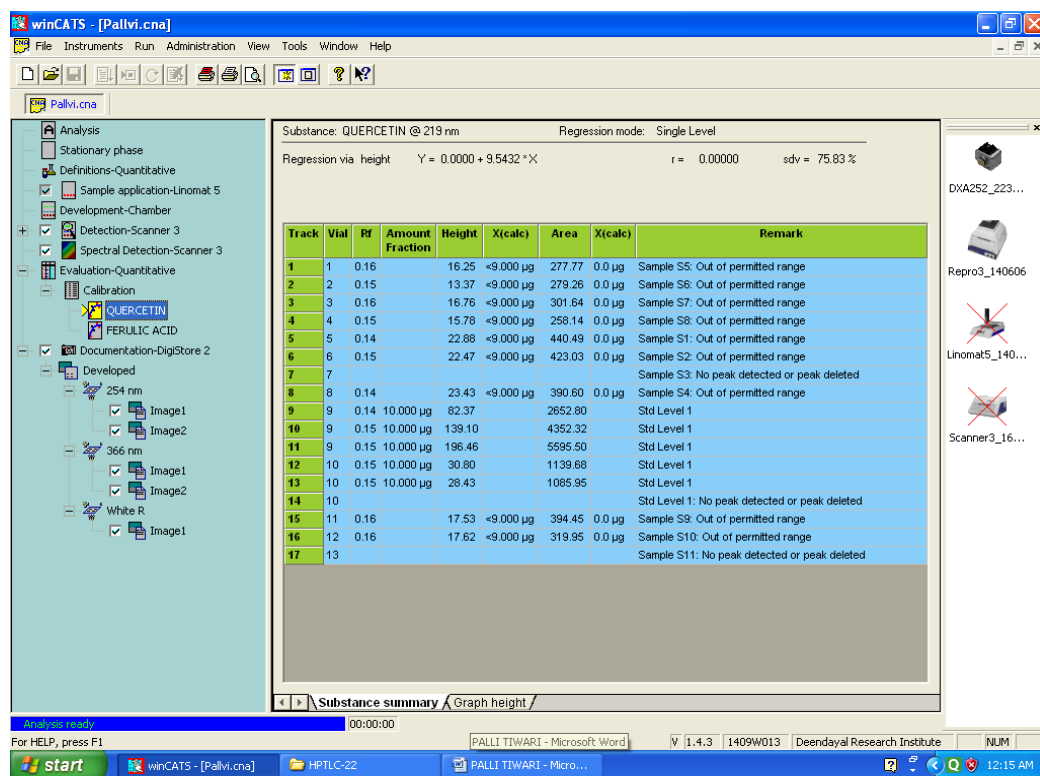 winCATS - [Pallvi.cna]
File Instruments Run Administration View Tools Window Help
Pallvi.cna
Analysis
Stationary phase
Definitions-Quantitative
Sample application-Linomat 5
Development-Chamber
Detection-Scanner 3
Spectral Detection-Scanner 3
Evaluation-Quantitative
Calibration
QUERCETIN
FERULIC ACID
Documentation-DigiStore 2
Developed
254 nm
Image1
Image2
366 nm
Image1
Image2
White R
Image1
Substance: QUERCETIN @ 219 nm Regression mode: Single Level
Regression via height Y = 0.0000 + 9.5432 * X r = 0.00000 sdv = 75.83 %
Track Vial Rf Amount Fraction Height X(calc) Area X(calc) Remark
1 1 0.16 16.25 <9.000 µg 277.77 0.0 µg Sample S5: Out of permitted range
2 2 0.15 13.37 <9.000 µg 279.26 0.0 µg Sample S6: Out of permitted range
3 3 0.16 16.76 <9.000 µg 301.64 0.0 µg Sample S7: Out of permitted range
4 4 0.15 15.78 <9.000 µg 258.14 0.0 µg Sample S8: Out of permitted range
5 5 0.14 22.88 <9.000 µg 440.49 0.0 µg Sample S1: Out of permitted range
6 6 0.15 22.47 <9.000 µg 423.03 0.0 µg Sample S2: Out of permitted range
7 7 Sample S3: No peak detected or peak deleted
8 8 0.14 23.43 <9.000 µg 390.60 0.0 µg Sample S4: Out of permitted range
9 9 0.14 10.000 µg 82.37 2652.80 Std Level 1
10 9 0.15 10.000 µg 139.10 4352.32 Std Level 1
11 9 0.15 10.000 µg 196.46 5595.50 Std Level 1
12 10 0.15 10.000 µg 30.80 1139.68 Std Level 1
13 10 0.15 10.000 µg 28.43 1085.95 Std Level 1
14 10 Std Level 1: No peak detected or peak deleted
15 11 0.16 17.53 <9.000 µg 394.45 0.0 µg Sample S9: Out of permitted range
16 12 0.16 17.62 <9.000 µg 319.95 0.0 µg Sample S10: Out of permitted range
17 13 Sample S11: No peak detected or peak deleted
Substance summary Graph height
DXA252_223...
Repro3_140606
Linomat5_140...
Scanner3_16...
Analysis ready 00:00:00
For HELP, press F1 PALLI TIWARI - Microsoft Word V 1.4.3 1409W013 Deendayal Research Institute NUM
start winCATS - [Pallvi.cna] HPTLC-22 PALLI TIWARI - Micro... 12:15 AM